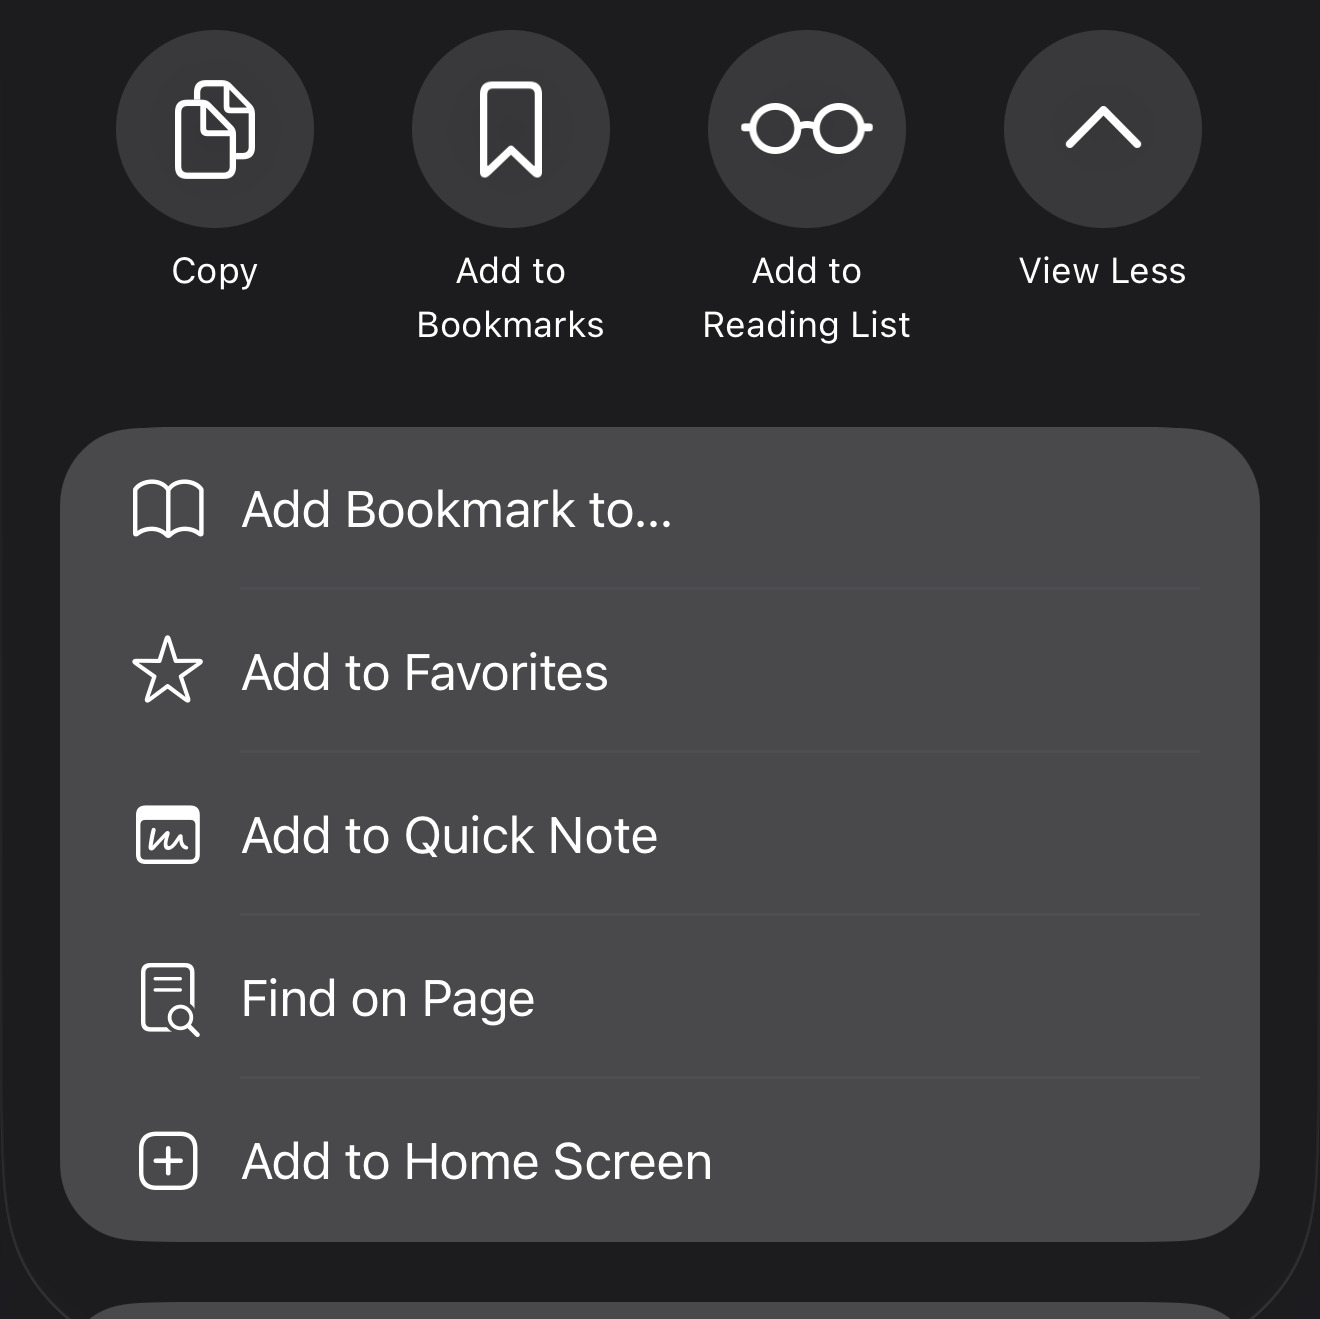 Copy
Add to
Bookmarks
Add to
Reading List
View Less
Add Bookmark to...
Add to Favorites
Add to Quick Note
Find on Page
Add to Home Screen